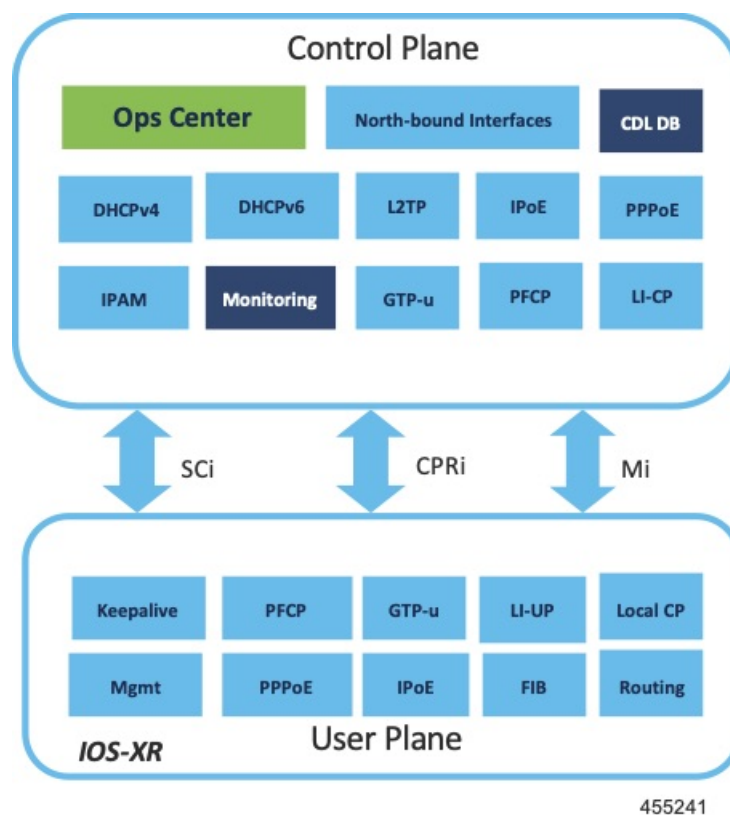 Control Plane
Ops Center
North-bound Interfaces
CDL DB
DHCPv4
DHCPv6
L2TP
IPoE
PPPoE
IPAM
Monitoring
GTP-u
PFCP
LI-CP
SCi
CPRi
Mi
Keepalive
PFCP
GTP-u
LI-UP
Local CP
Mgmt
PPPoE
IPoE
FIB
Routing
IOS-XR
User Plane
455241